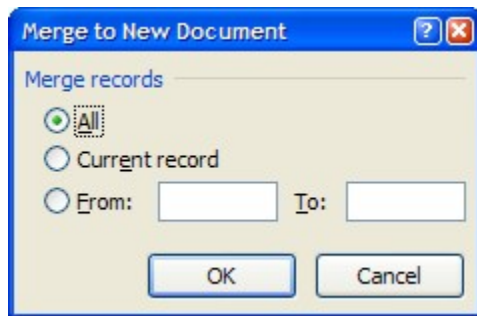 Merge to New Document ?
Merge records
All
Current record
From: To:
OK Cancel